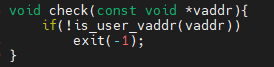 void check(const void *vaddr){
    if(!is_user_vaddr(vaddr))
        exit(-1);
}